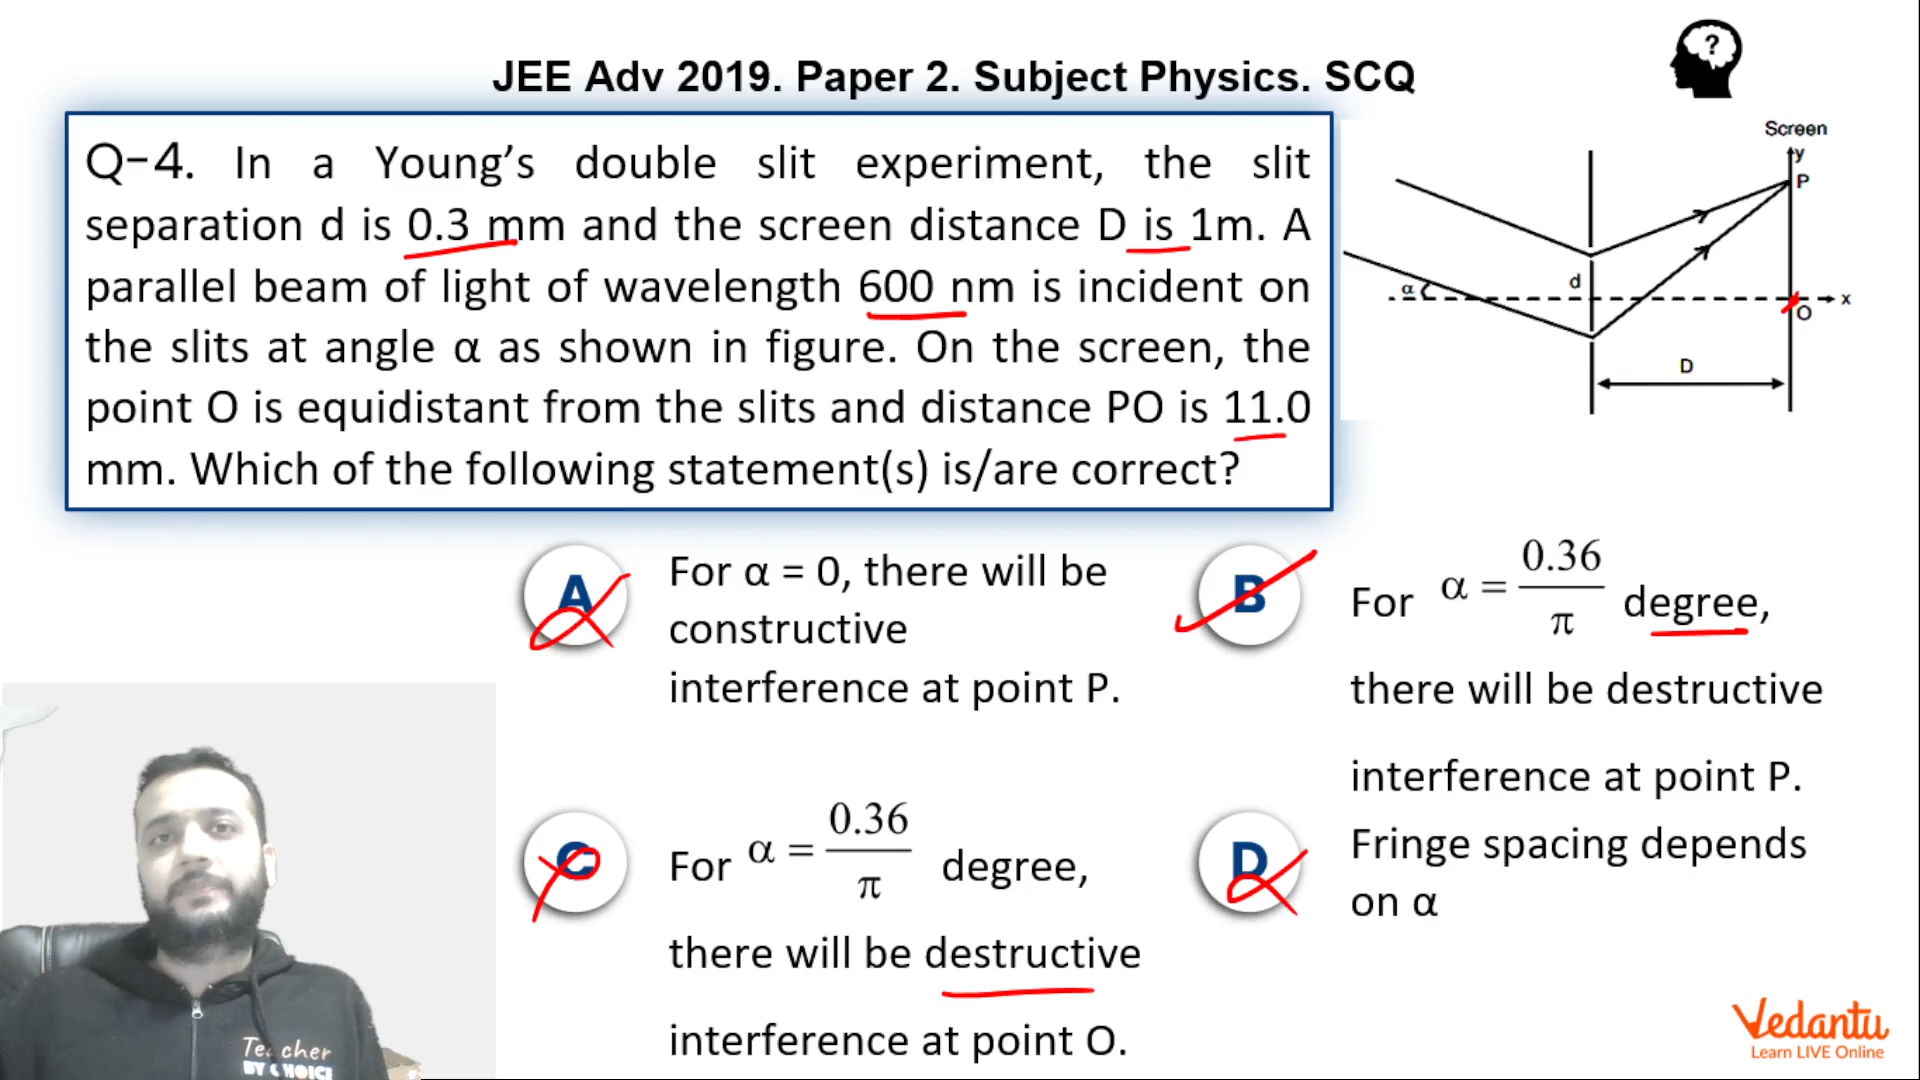 ?
JEE Adv 2019. Paper 2. Subject Physics. SCQ
Q-4. In a Young’s double slit experiment, the slit
separation d is 0.3 mm and the screen distance D is 1m. A
parallel beam of light of wavelength 600 nm is incident on
the slits at angle α as shown in figure. On the screen, the
point O is equidistant from the slits and distance PO is 11.0
mm. Which of the following statement(s) is/are correct?
Screen
y
P
d
α
O
x
D
A
For α = 0, there will be
constructive
interference at point P.
B
For α = 0.36/π degree,
there will be destructive
interference at point P.
C
For α = 0.36/π degree,
there will be destructive
interference at point O.
D
Fringe spacing depends
on α
Teacher
BY CHOICE
Vedantu
Learn LIVE Online